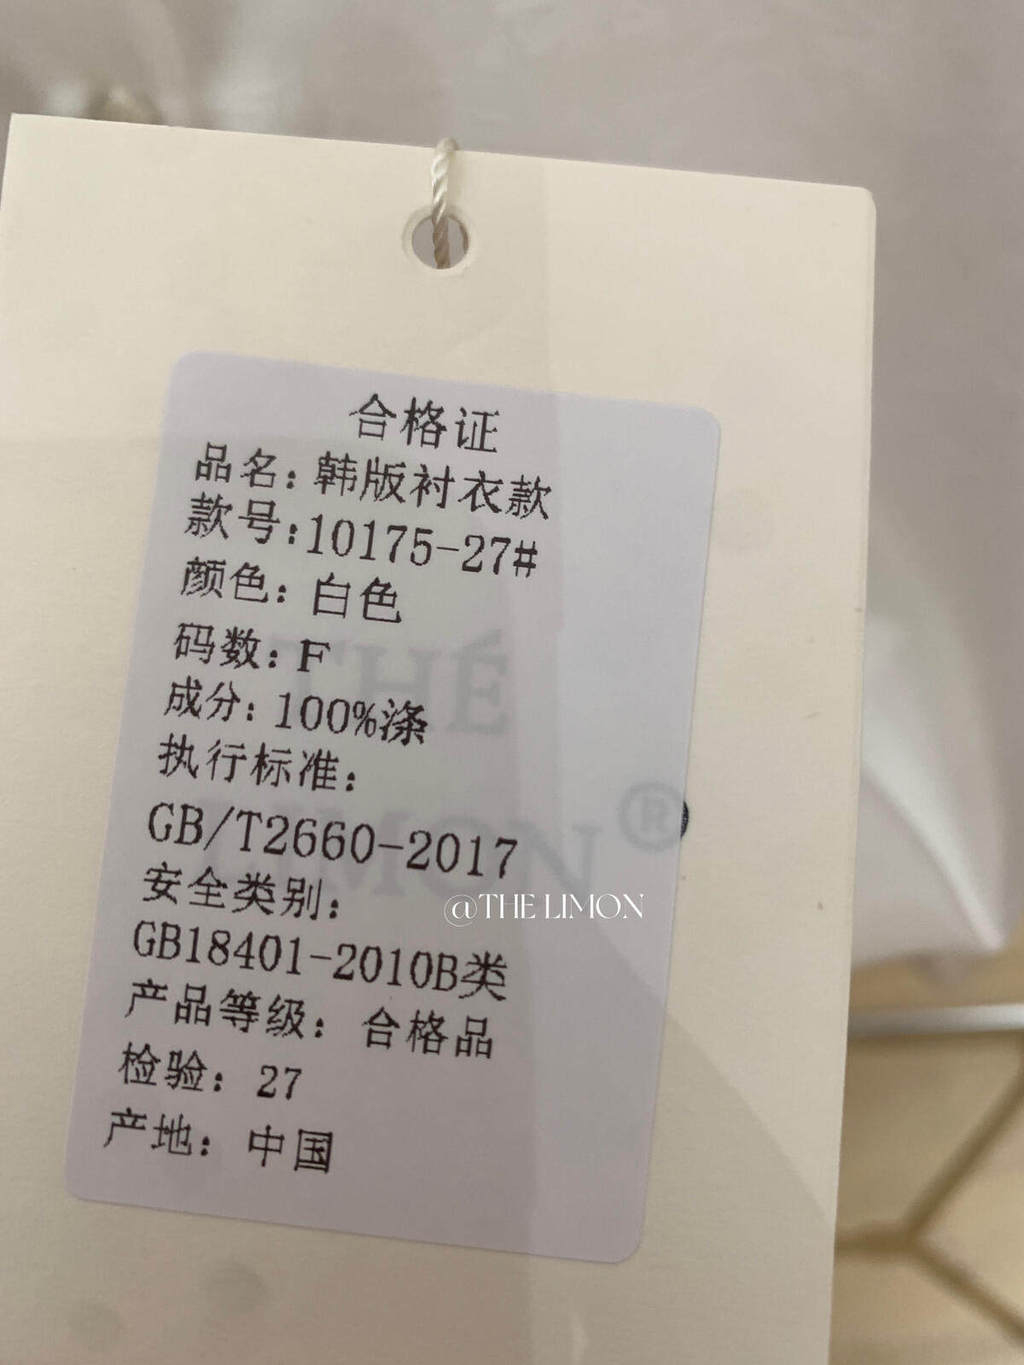 合格证
品名：韩版衬衣款
款号：10175-27#
颜色：白色
码数：F
成分：100%涤
执行标准：
GB/T2660-2017
安全类别：
GB18401-2010B类
产品等级：合格品
检验：27
产地：中国
THÉ
LIMON®
@THE LIMON